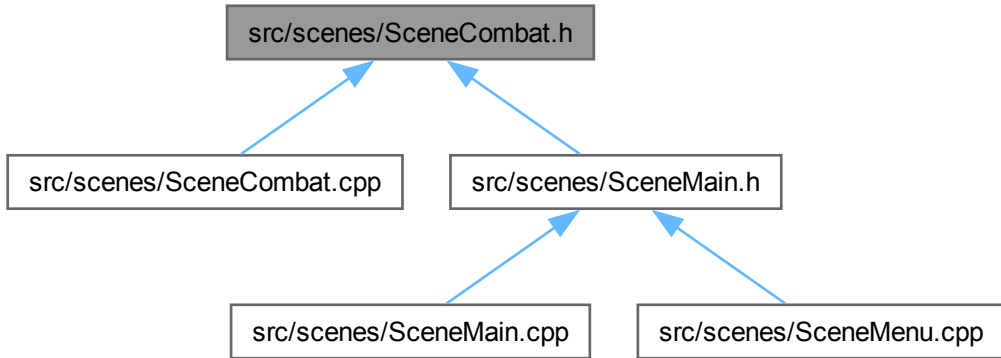 src/scenes/SceneCombat.h
src/scenes/SceneCombat.cpp
src/scenes/SceneMain.h
src/scenes/SceneMain.cpp
src/scenes/SceneMenu.cpp